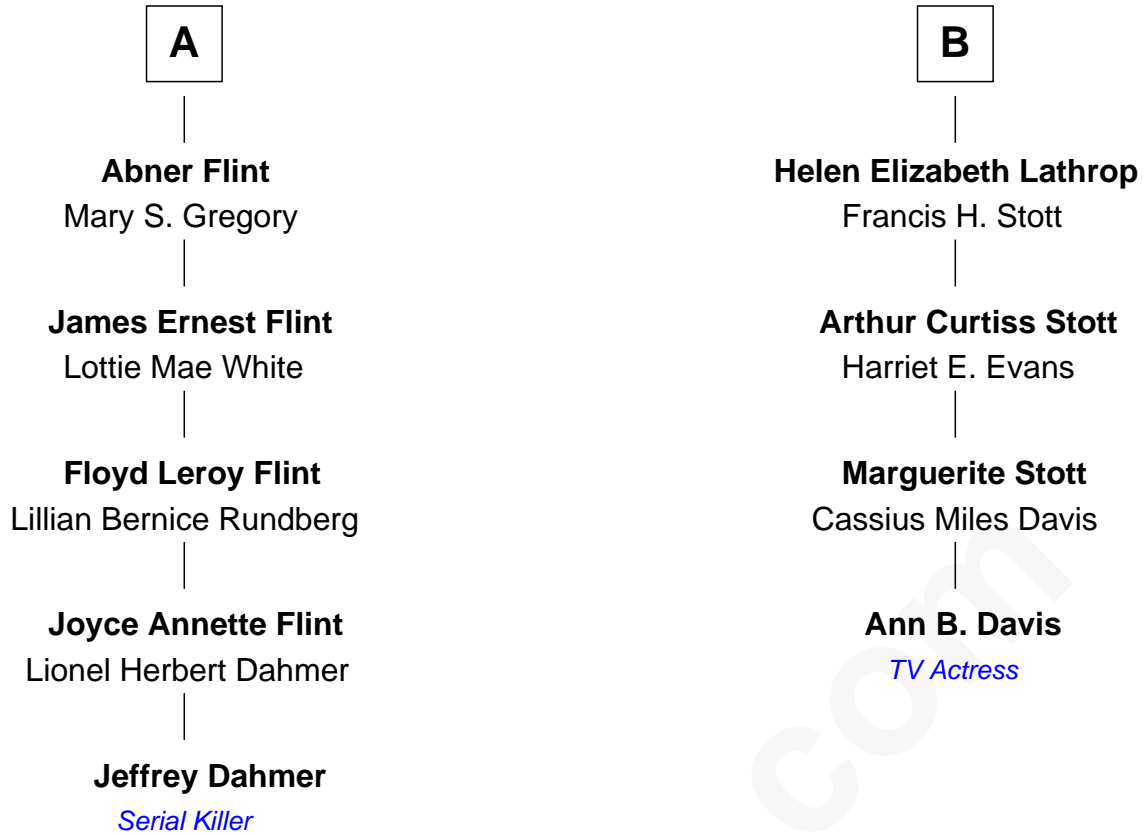 A
Abner Flint
Mary S. Gregory
James Ernest Flint
Lottie Mae White
Floyd Leroy Flint
Lillian Bernice Rundberg
Joyce Annette Flint
Lionel Herbert Dahmer
Jeffrey Dahmer
Serial Killer
B
Helen Elizabeth Lathrop
Francis H. Stott
Arthur Curtiss Stott
Harriet E. Evans
Marguerite Stott
Cassius Miles Davis
Ann B. Davis
TV Actress
com